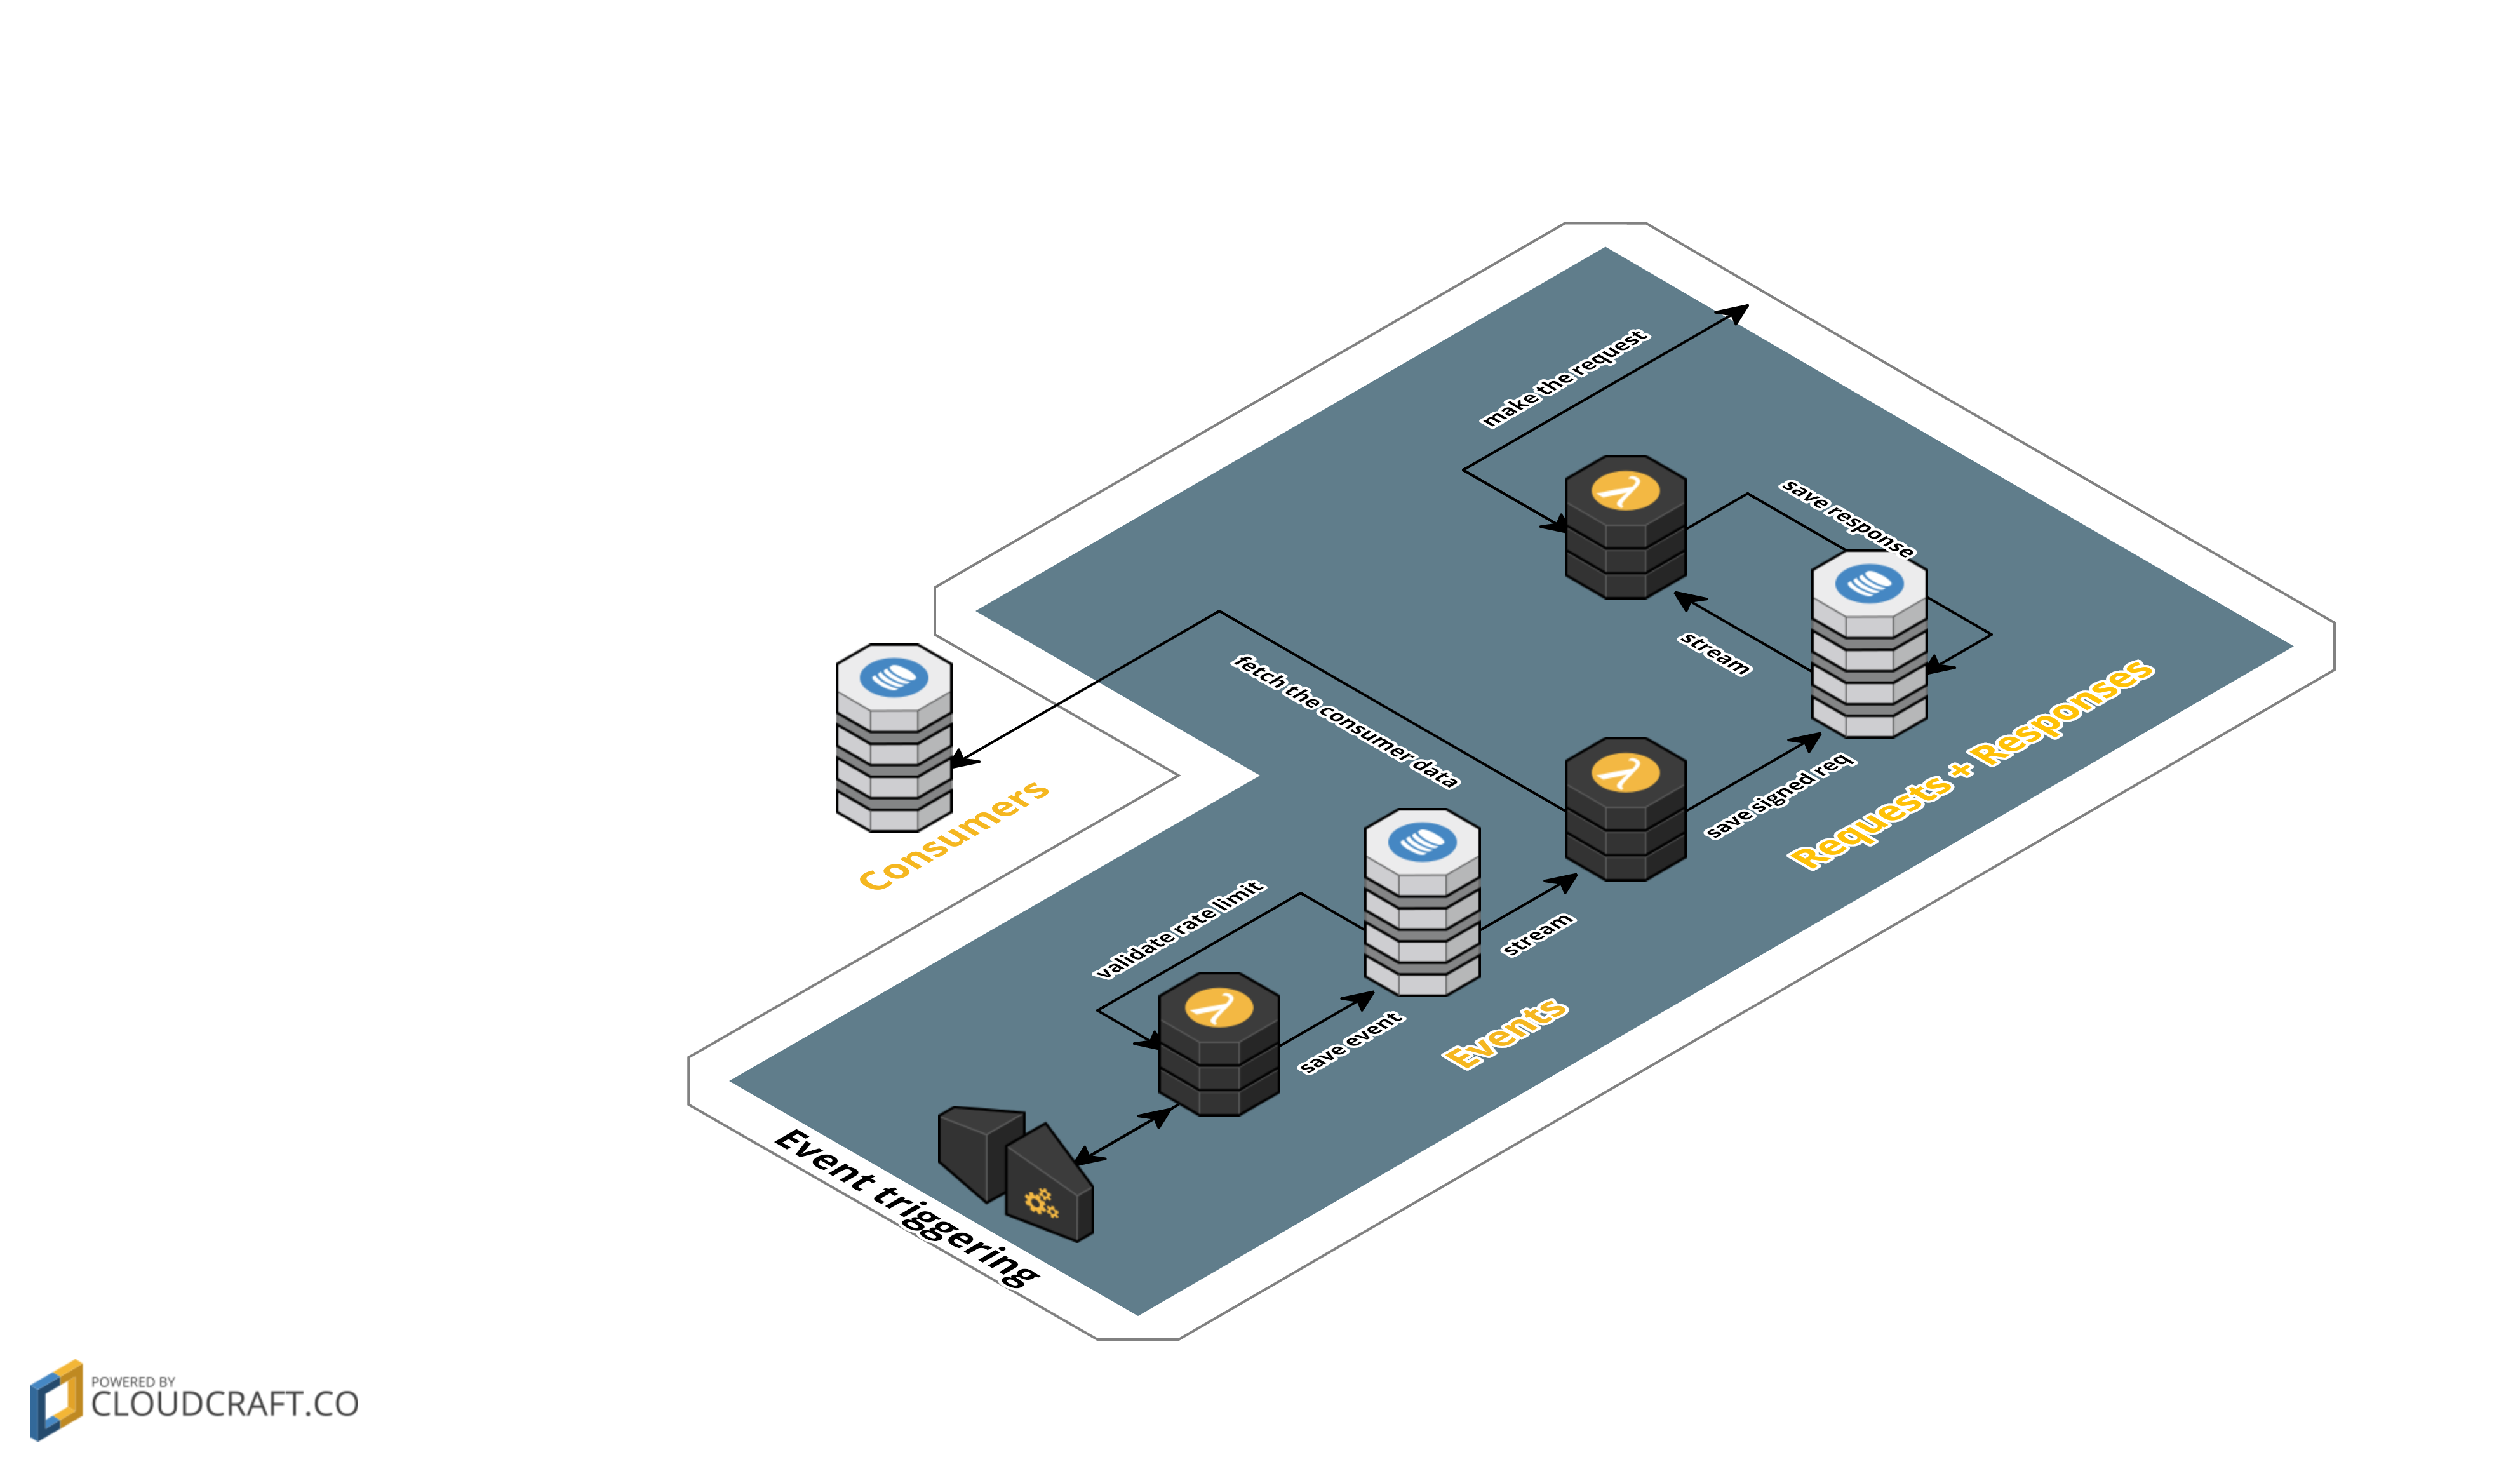 make the request
save response
stream
fetch the consumer data
save signed req
Requests + Responses
Consumers
validate rate limit
stream
save event
Events
Event triggering
POWERED BY
CLOUDCRAFT.CO